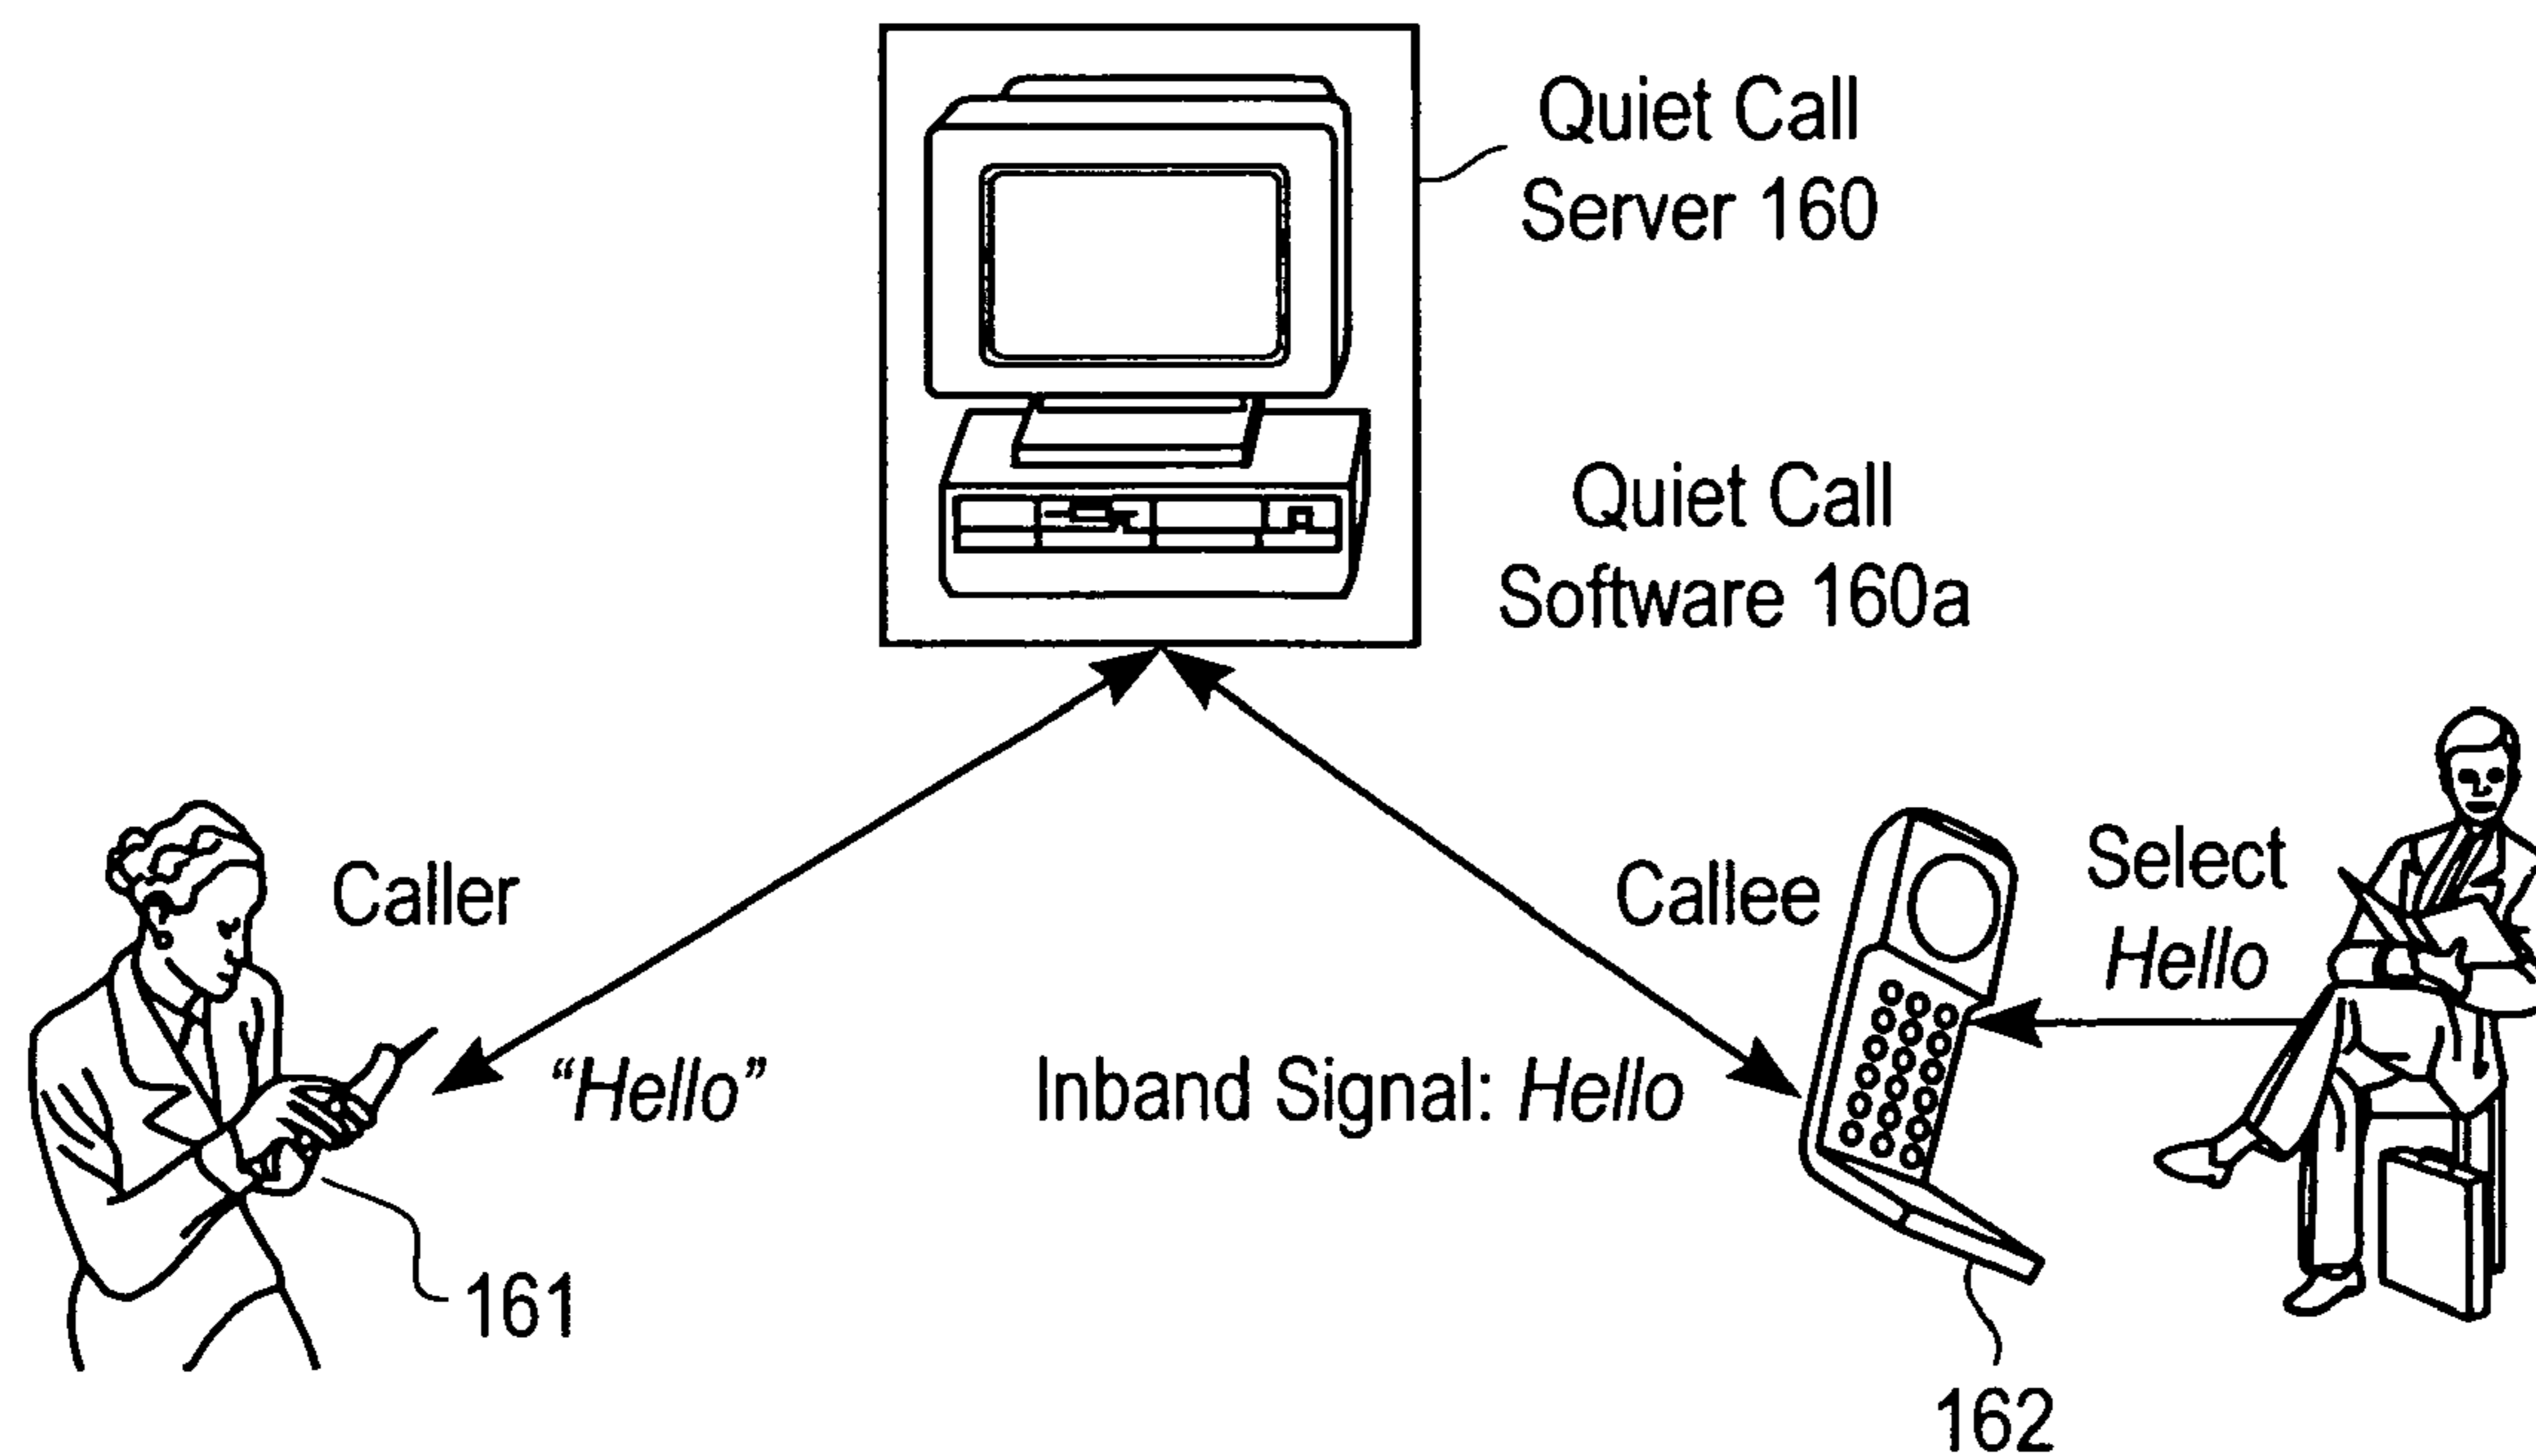 Quiet Call
Server 160
Quiet Call
Software 160a
Caller
Callee
Select
Hello
"Hello"
Inband Signal: Hello
161
162